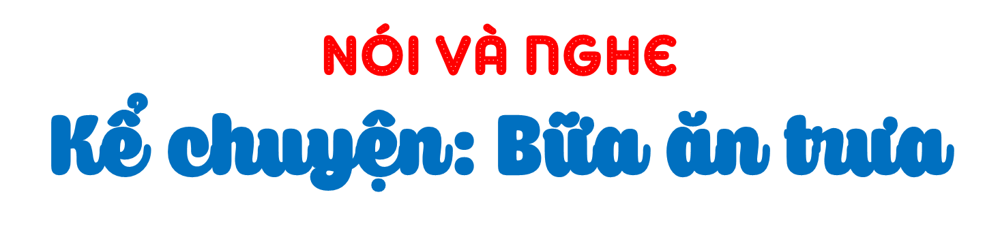 NÓI VÀ NGHE
Kể chuyện: Bữa ăn trưa